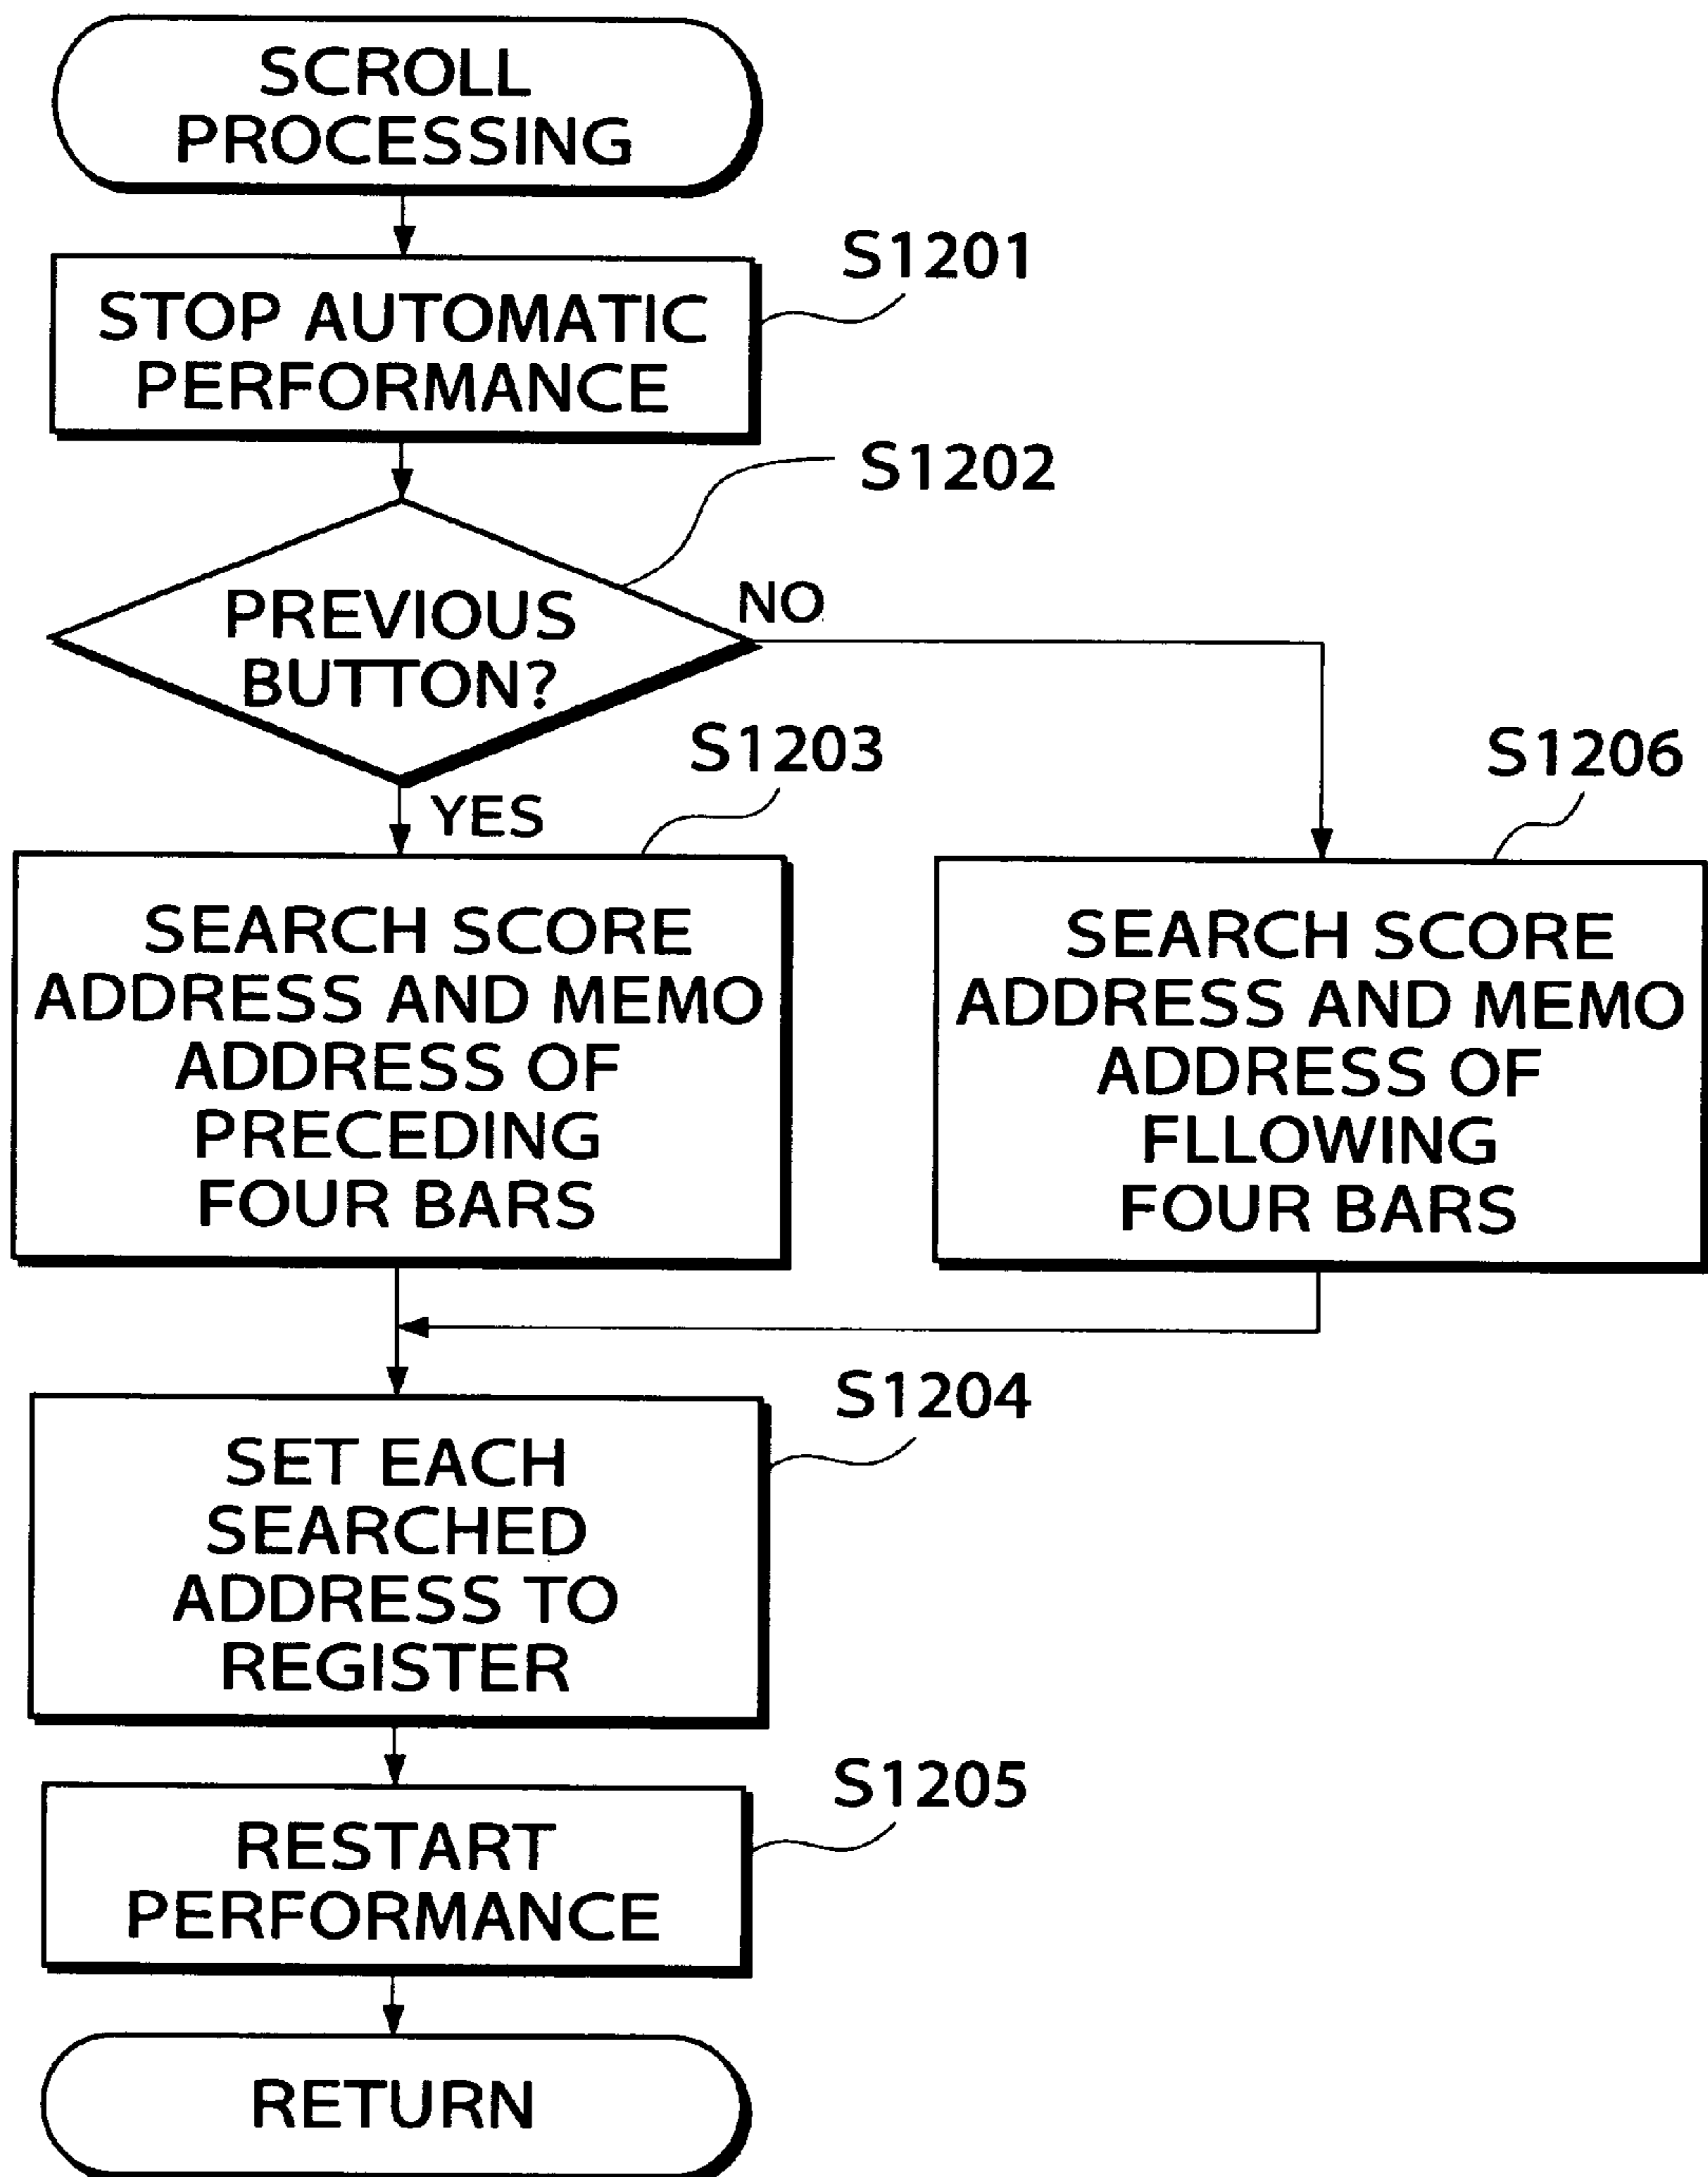 SCROLL
PROCESSING
S1201
STOP AUTOMATIC
PERFORMANCE
S1202
PREVIOUS
BUTTON?
NO
YES
S1203
SEARCH SCORE
ADDRESS AND MEMO
ADDRESS OF
PRECEDING
FOUR BARS
S1206
SEARCH SCORE
ADDRESS AND MEMO
ADDRESS OF
FLLOWING
FOUR BARS
S1204
SET EACH
SEARCHED
ADDRESS TO
REGISTER
S1205
RESTART
PERFORMANCE
RETURN